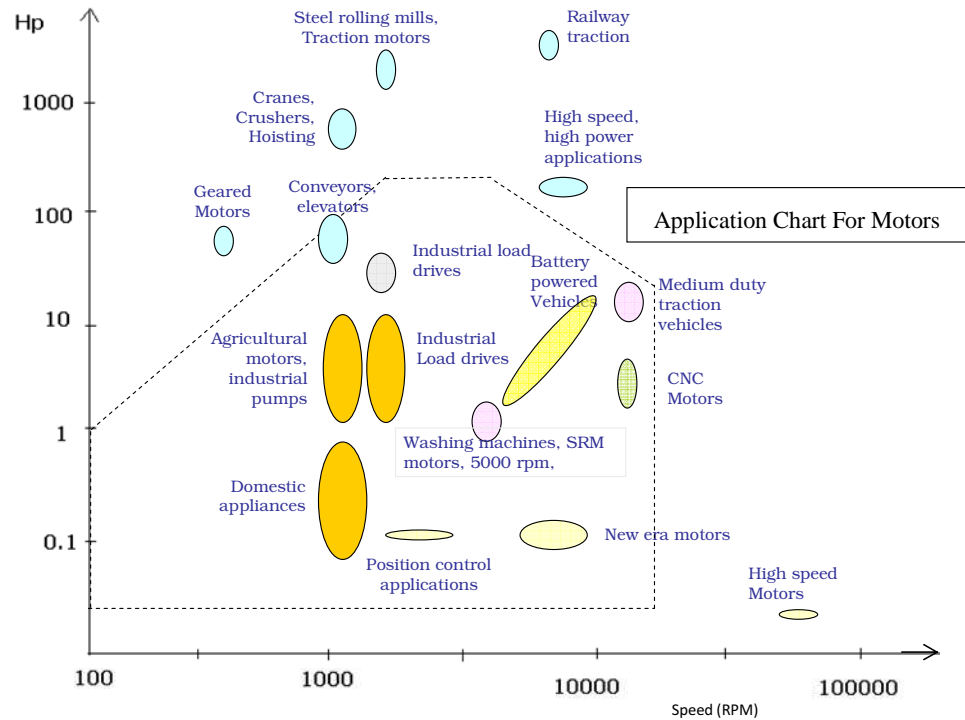 Hp
Steel rolling mills,
Traction motors
Railway
traction
1000
Cranes,
Crushers,
Hoisting
High speed,
high power
applications
Geared
Motors
Conveyors,
elevators
100
Application Chart For Motors
Industrial load
drives
Battery
powered
Vehicles
Medium duty
traction
vehicles
10
Agricultural
motors,
industrial
pumps
Industrial
Load drives
CNC
Motors
1
Washing machines, SRM
motors, 5000 rpm,
Domestic
appliances
0.1
New era motors
Position control
applications
High speed
Motors
100
1000
10000
100000
Speed (RPM)